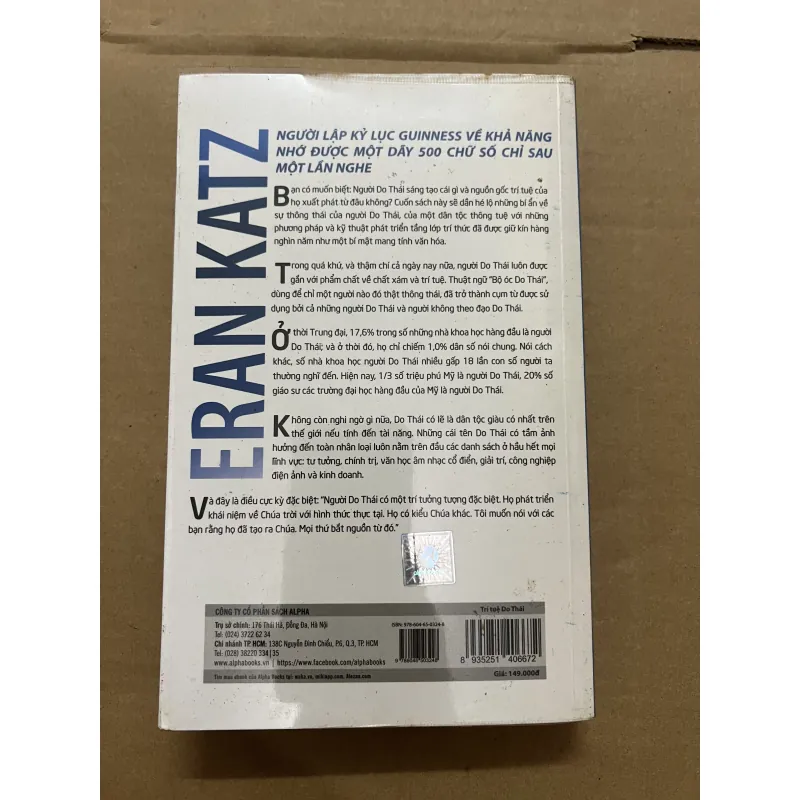 ERAN KATZ
NGƯỜI LẬP KỶ LỤC GUINNESS VỀ KHẢ NĂNG
NHỚ ĐƯỢC MỘT DÃY 500 CHỮ SỐ CHỈ SAU
MỘT LẦN NGHE
Bạn có muốn biết: Người Do Thái sáng tạo cái gì và nguồn gốc trí tuệ của
họ xuất phát từ đâu không? Cuốn sách này sẽ dần hé lộ những bí ẩn về
sự thông thái của người Do Thái, của một dân tộc thông tuệ với những
phương pháp và kỹ thuật phát triển tầng lớp trí thức đã được giữ kín hàng
nghìn năm như một bí mật mang tính văn hóa.
Trong quá khứ, và thậm chí cả ngày nay nữa, người Do Thái luôn được
gắn với phẩm chất về chất xám và trí tuệ. Thuật ngữ "Bộ óc Do Thái",
dùng để chỉ một người nào đó thật thông thái, đã trở thành cụm từ được sử
dụng bởi cả những người Do Thái và người không theo đạo Do Thái.
Ở thời Trung đại, 17,6% trong số những nhà khoa học hàng đầu là người
Do Thái; và ở thời đó, họ chỉ chiếm 1,0% dân số nói chung. Nói cách
khác, số nhà khoa học người Do Thái nhiều gấp 18 lần con số người ta
thường nghĩ đến. Hiện nay, 1/3 số triệu phú Mỹ là người Do Thái, 20% số
giáo sư các trường đại học hàng đầu của Mỹ là người Do Thái.
Không còn nghi ngờ gì nữa, Do Thái có lẽ là dân tộc giàu có nhất trên
thế giới nếu tính đến tài năng. Những cái tên Do Thái có tầm ảnh
hưởng đến toàn nhân loại luôn nằm trên đầu các danh sách ở hầu hết mọi
lĩnh vực: tư tưởng, chính trị, văn học âm nhạc cổ điển, giải trí, công nghiệp
điện ảnh và kinh doanh.
Và đây là điều cực kỳ đặc biệt: "Người Do Thái có một trí tưởng tượng đặc biệt. Họ phát triển
khái niệm về Chúa trời với hình thức thực tại. Họ có kiểu Chúa khác. Tôi muốn nói với các
bạn rằng họ đã tạo ra Chúa. Mọi thứ bắt nguồn từ đó."
CÔNG TY CỔ PHẦN SÁCH ALPHA
Trụ sở chính: 176 Thái Hà, Đống Đa, Hà Nội
Tel: (024) 3722 62 34
Chi nhánh TP. HCM: 138C Nguyễn Đình Chiểu, P.6, Q.3, TP. HCM
Tel: (028) 38220 334 | 35
www.alphabooks.vn | https://www.facebook.com/alphabooks
Tìm mua ebook của Alpha Books tại: waka.vn, mikiapp.com, Alezaa.com
Trí tuệ Do Thái
8 935251 406672
Giá: 149.000đ